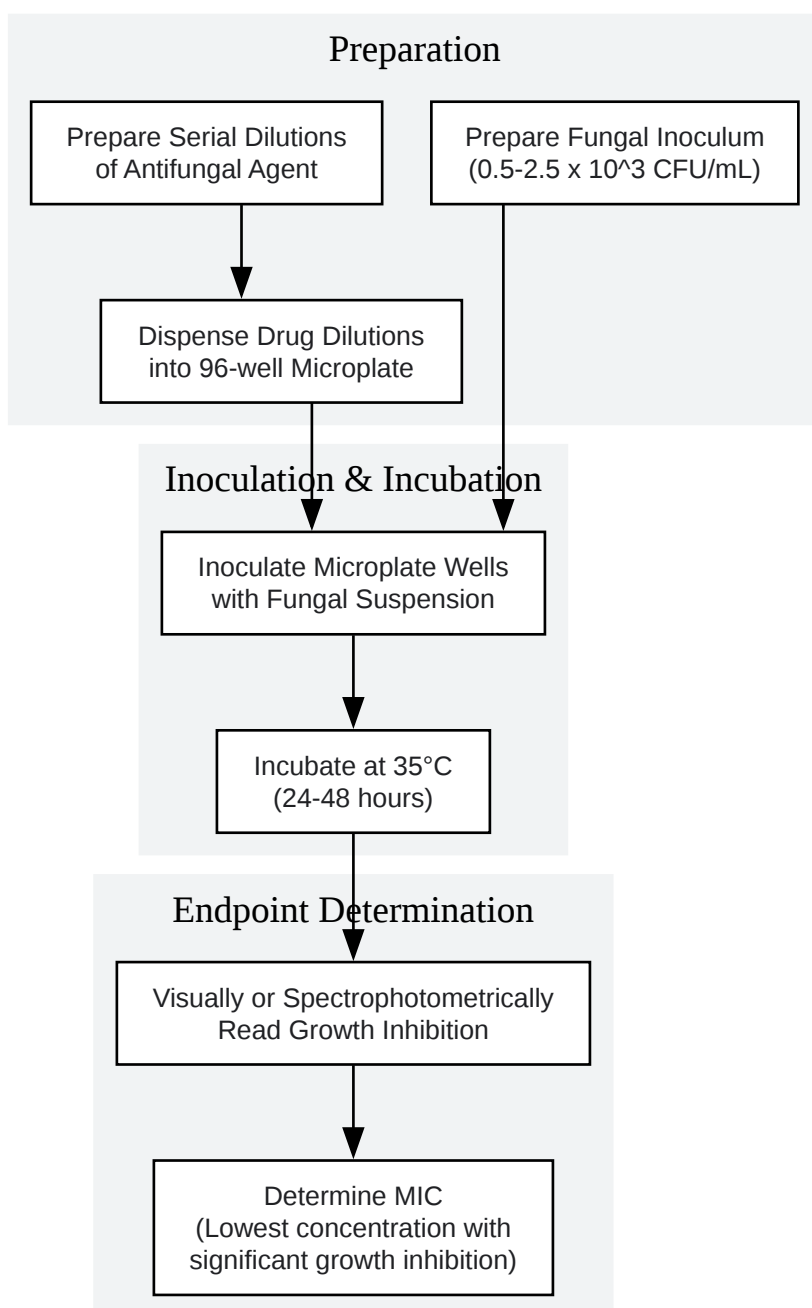 Preparation
Prepare Serial Dilutions
of Antifungal Agent
Prepare Fungal Inoculum
(0.5-2.5 x 10^3 CFU/mL)
Dispense Drug Dilutions
into 96-well Microplate
Inoculation & Incubation
Inoculate Microplate Wells
with Fungal Suspension
Incubate at 35°C
(24-48 hours)
Endpoint Determination
Visually or Spectrophotometrically
Read Growth Inhibition
Determine MIC
(Lowest concentration with
significant growth inhibition)